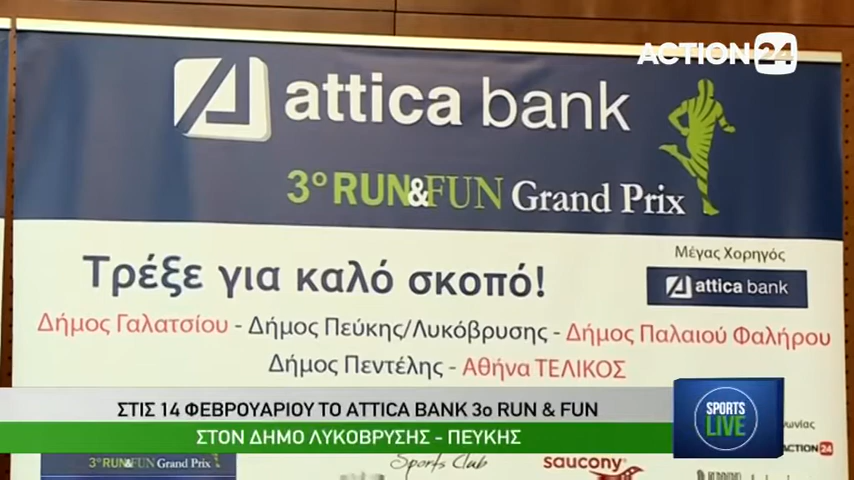 ACTION 24
attica bank
3° RUN&FUN Grand Prix
Μέγας Χορηγός
Τρέξε για καλό σκοπό!
attica bank
Δήμος Γαλατσίου - Δήμος Πεύκης/Λυκόβρυσης - Δήμος Παλαιού Φαλήρου
Δήμος Πεντέλης - Αθήνα ΤΕΛΙΚΟΣ
ΣΤΙΣ 14 ΦΕΒΡΟΥΑΡΙΟΥ ΤΟ ATTICA BANK 3ο RUN & FUN
ΣΤΟΝ ΔΗΜΟ ΛΥΚΟΒΡΥΣΗΣ - ΠΕΥΚΗΣ
SPORTS
LIVE
ACTION 24
3° RUN&FUN Grand Prix
Sports Club
saucony